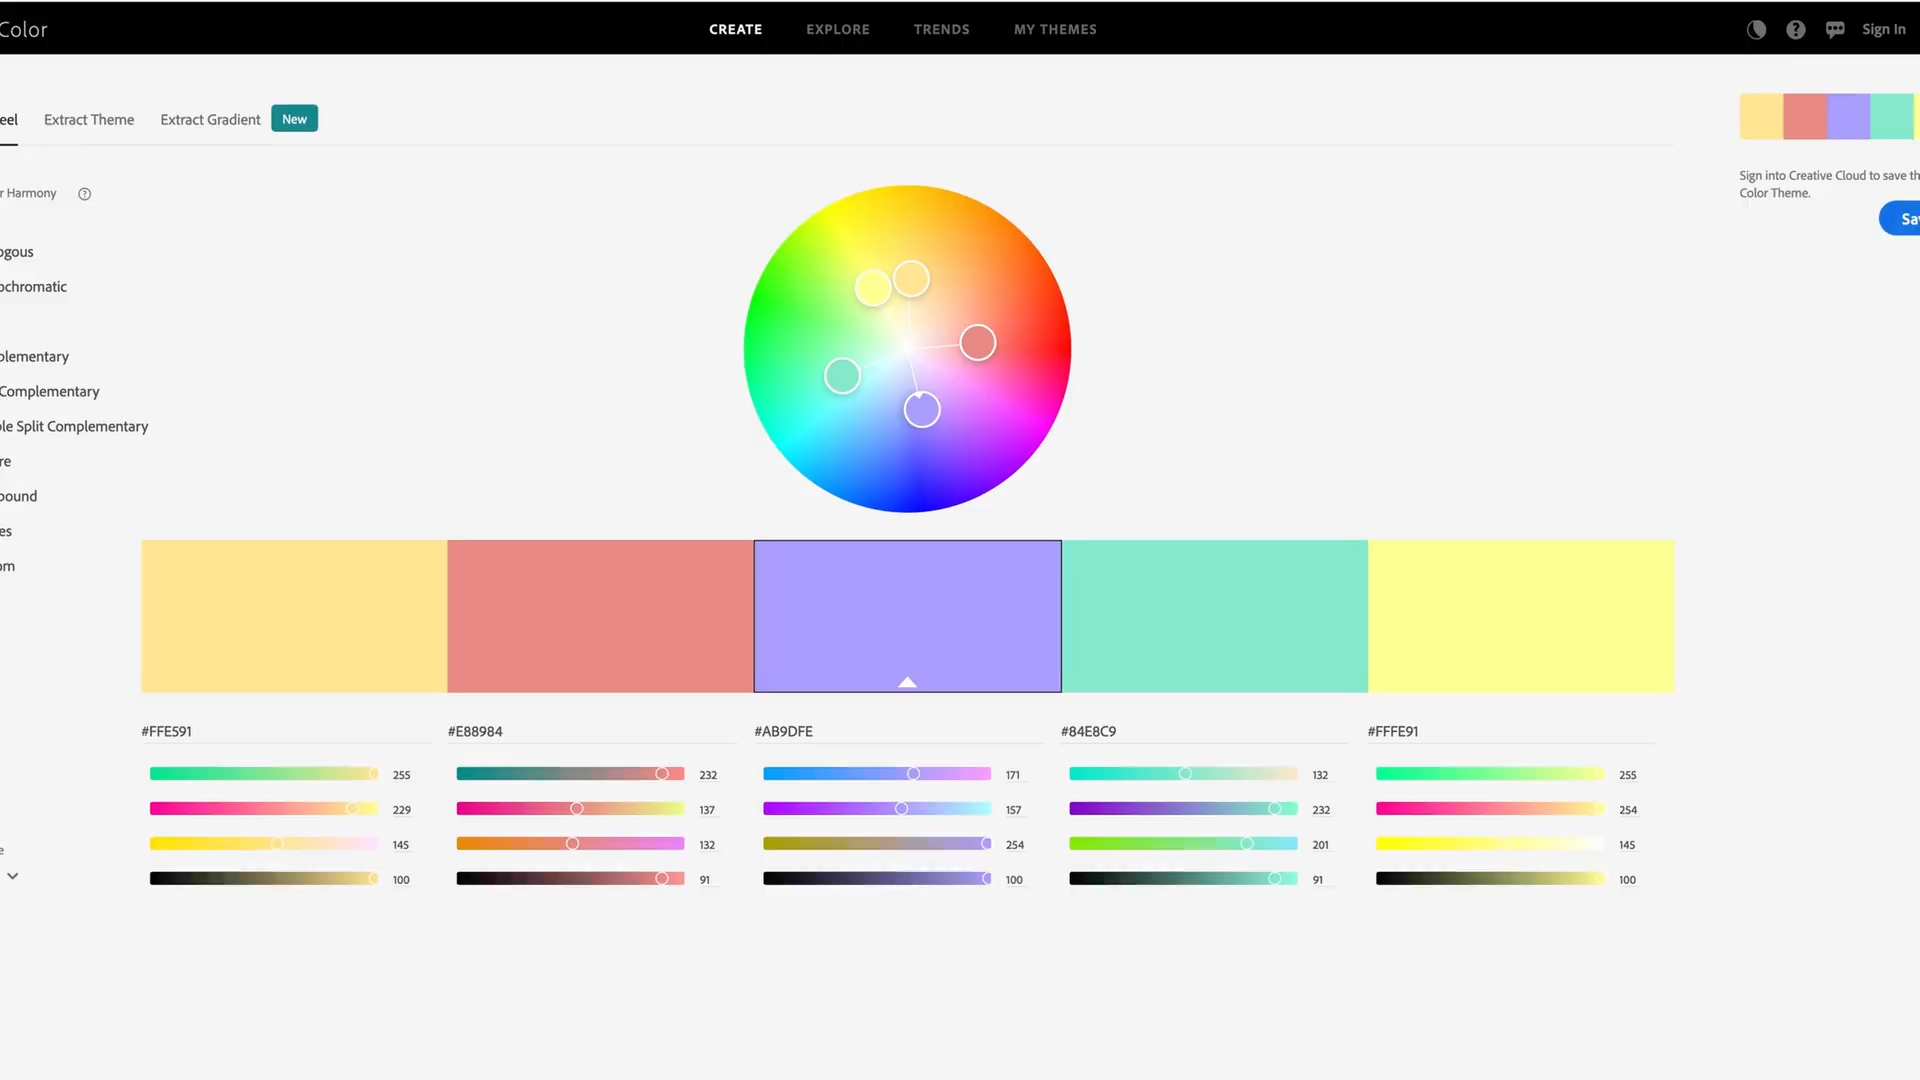 Color
CREATE EXPLORE TRENDS MY THEMES
Sign In
eel Extract Theme Extract Gradient New
Sign into Creative Cloud to save th
Color Theme.
Sav
r Harmony
ogous
ochromatic
plementary
Complementary
le Split Complementary
re
pound
es
om
#FFE591 #E88984 #AB9DFE #84E8C9 #FFFE91
255 232 171 132 255
229 137 157 232 254
145 132 254 201 145
e
100 91 100 91 100